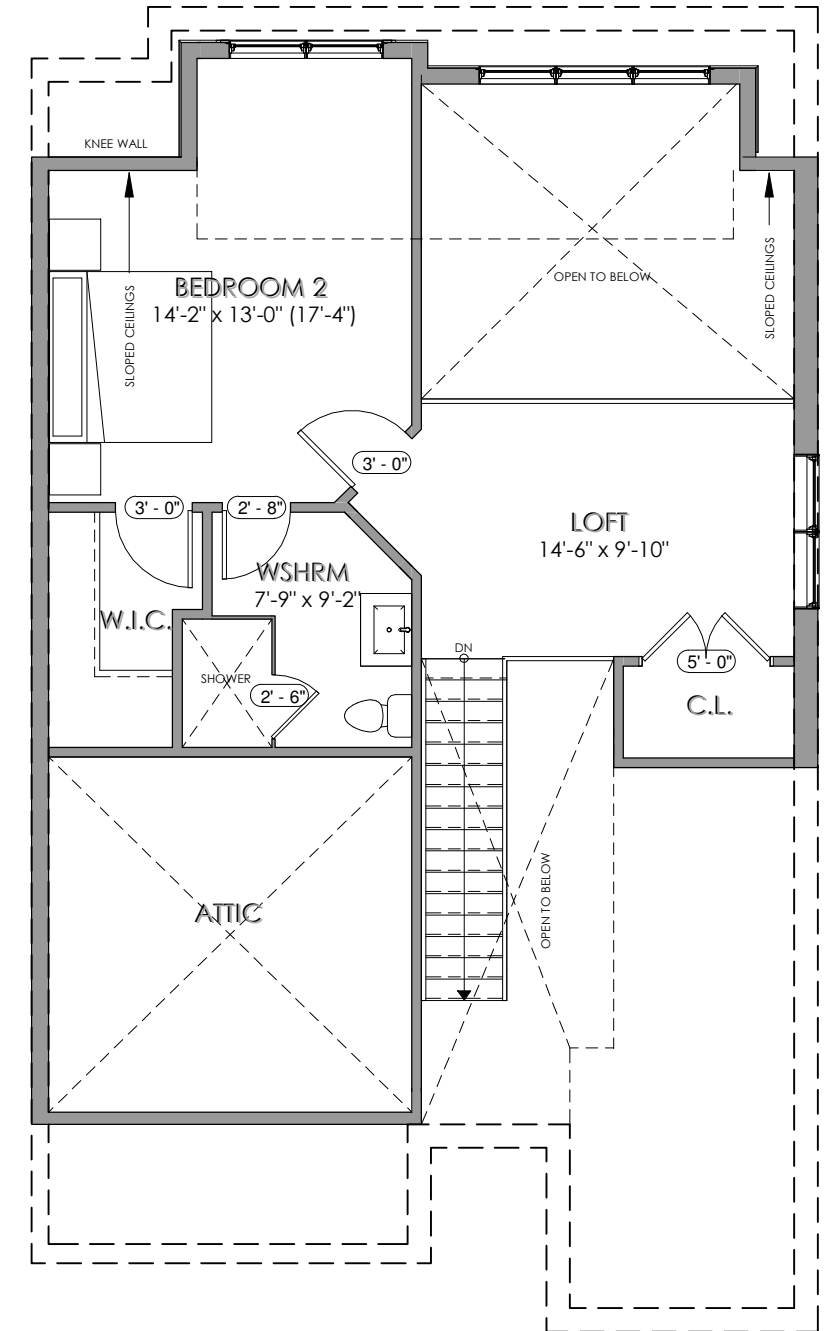 KNEE WALL
SLOPED CEILINGS
BEDROOM 2
14'-2" x 13'-0" (17'-4")
OPEN TO BELOW
SLOPED CEILINGS
3' - 0"
3' - 0"
2' - 8"
LOFT
14'-6" x 9'-10"
WSHRM
7'-9" x 9'-2"
W.I.C.
SHOWER
2' - 6"
DN
5' - 0"
C.L.
OPEN TO BELOW
ATTIC